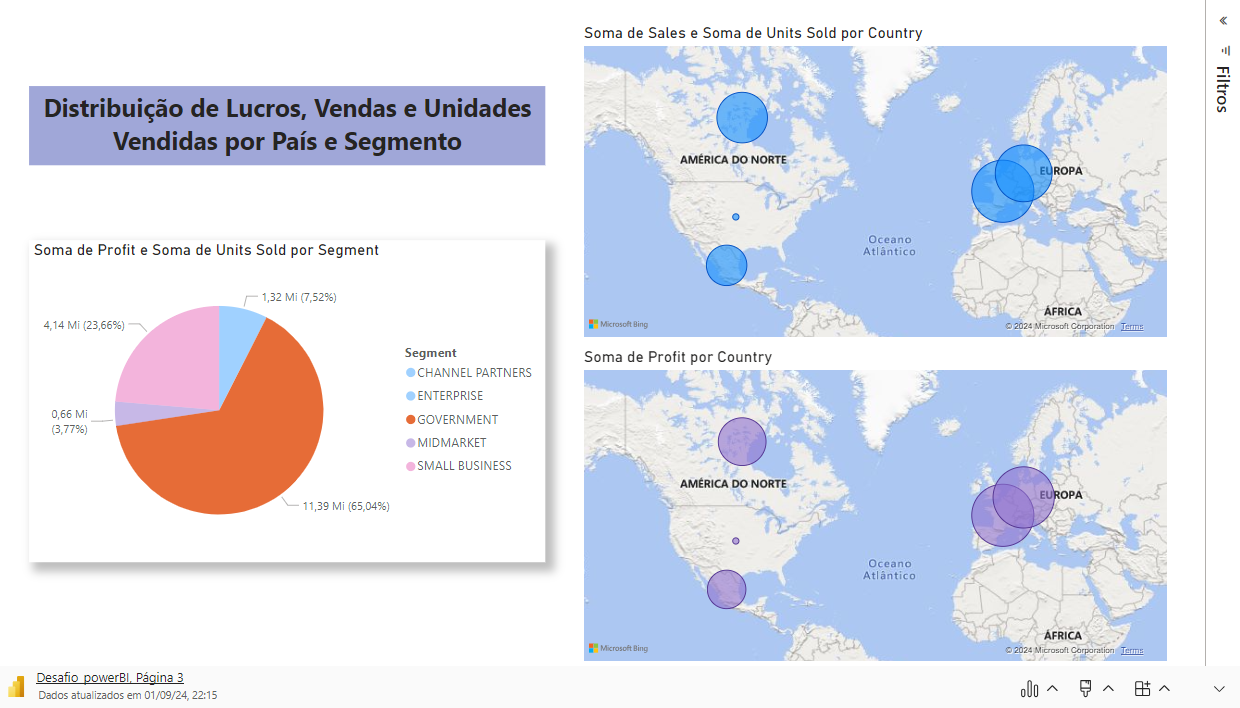 Distribuição de Lucros, Vendas e Unidades
Vendidas por País e Segmento
Soma de Profit e Soma de Units Sold por Segment
1,32 Mi (7,52%)
4,14 Mi (23,66%)
0,66 Mi
(3,77%)
11,39 Mi (65,04%)
Segment
CHANNEL PARTNERS
ENTERPRISE
GOVERNMENT
MIDMARKET
SMALL BUSINESS
Soma de Sales e Soma de Units Sold por Country
AMÉRICA DO NORTE
EUROPA
Oceano
Atlântico
ÁFRICA
Microsoft Bing
© 2024 Microsoft Corporation Terms
Soma de Profit por Country
AMÉRICA DO NORTE
EUROPA
Oceano
Atlântico
ÁFRICA
Microsoft Bing
© 2024 Microsoft Corporation Terms
Filtros
Desafio_powerBI, Página 3
Dados atualizados em 01/09/24, 22:15